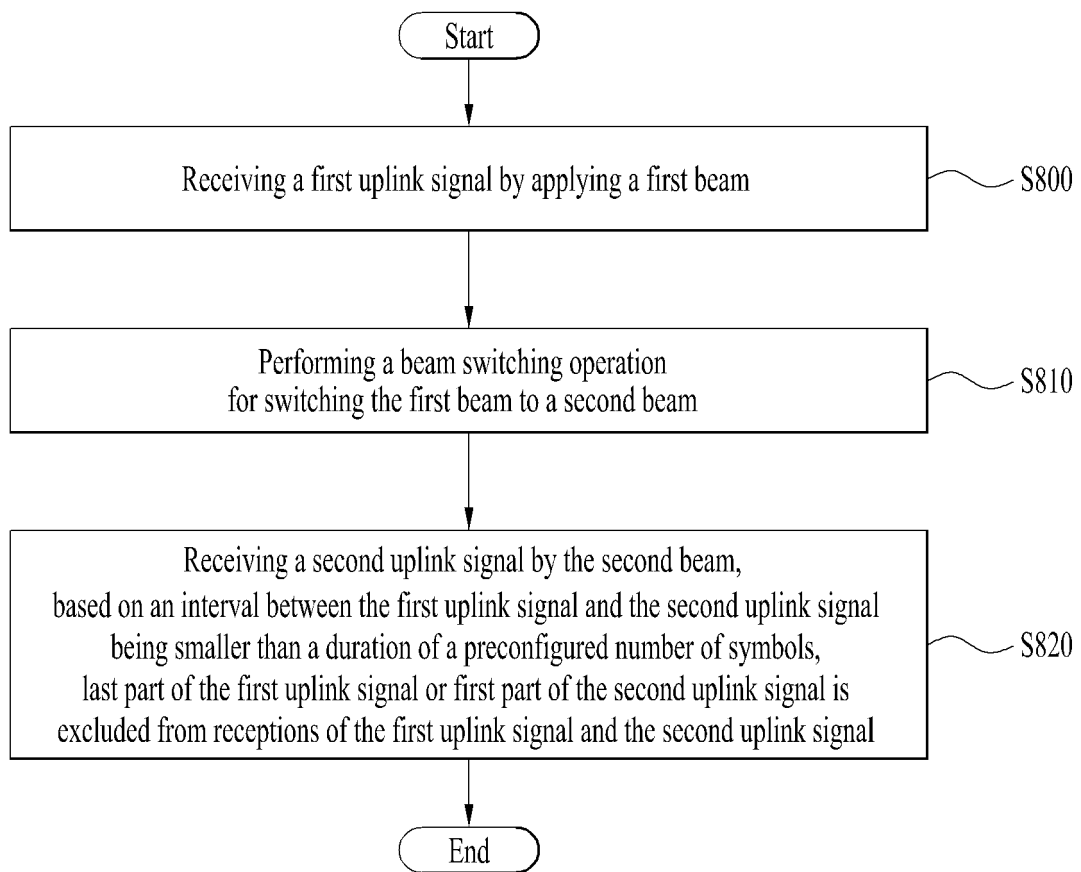 Start
Receiving a first uplink signal by applying a first beam
S800
Performing a beam switching operation
for switching the first beam to a second beam
S810
Receiving a second uplink signal by the second beam,
based on an interval between the first uplink signal and the second uplink signal
being smaller than a duration of a preconfigured number of symbols,
last part of the first uplink signal or first part of the second uplink signal is
excluded from receptions of the first uplink signal and the second uplink signal
S820
End